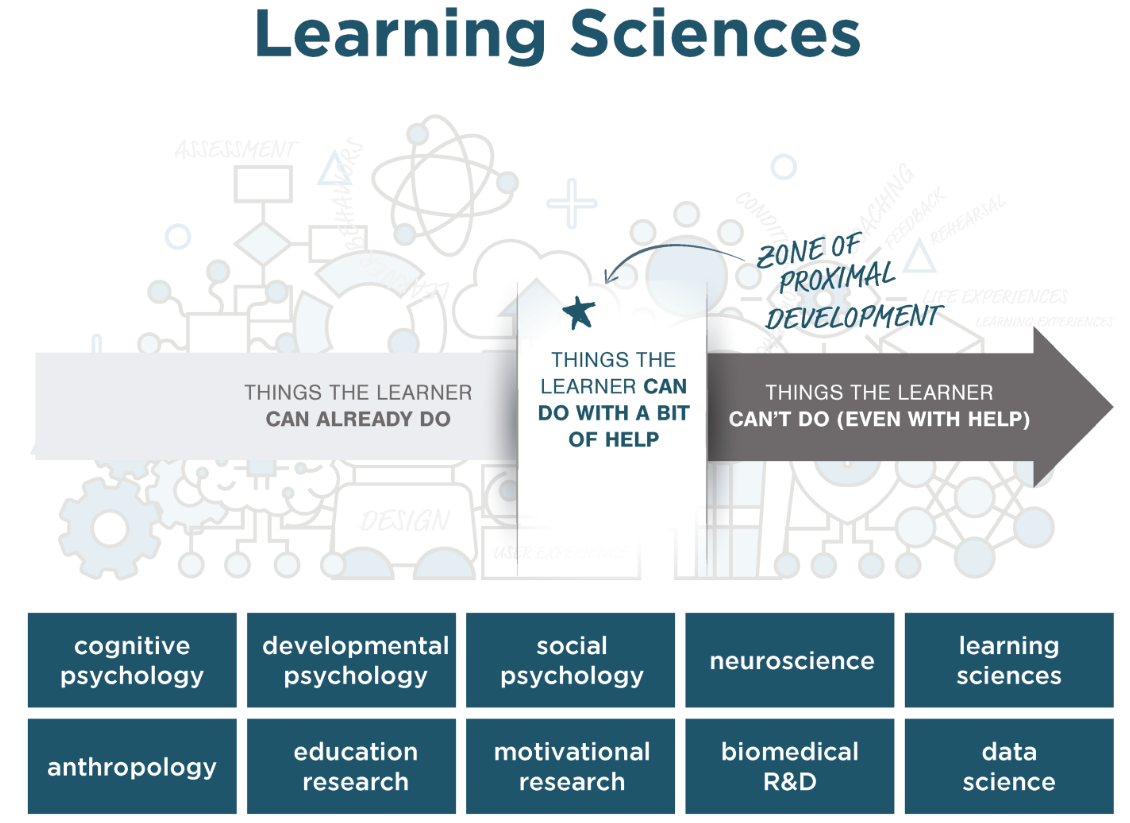 Learning Sciences
ASSESSMENT
BEHAVIORS
FEEDBACK
REHEARSAL
ZONE OF
PROXIMAL
DEVELOPMENT
LIFE EXPERIENCES
LEARNING EXPERIENCES
THINGS THE LEARNER
CAN ALREADY DO
THINGS THE
LEARNER CAN
DO WITH A BIT
OF HELP
THINGS THE LEARNER
CAN'T DO (EVEN WITH HELP)
DESIGN
USER EXPERIENCE
cognitive
psychology
developmental
psychology
social
psychology
neuroscience
learning
sciences
anthropology
education
research
motivational
research
biomedical
R&D
data
science